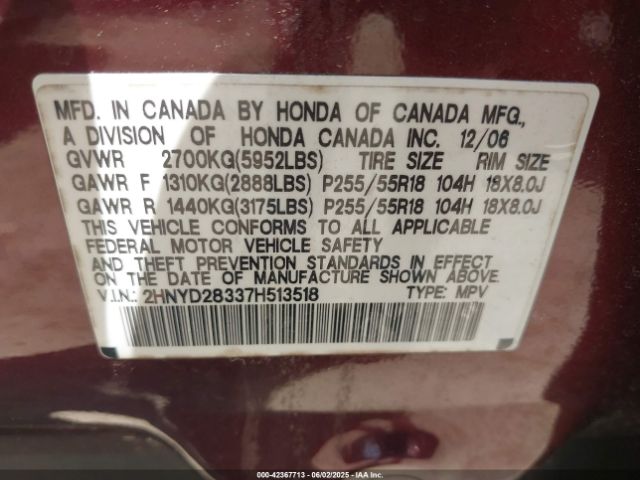 MFD. IN CANADA BY HONDA OF CANADA MFG.,
A DIVISION OF HONDA CANADA INC. 12/06
GVWR 2700KG(5952LBS) TIRE SIZE RIM SIZE
GAWR F 1310KG(2888LBS) P255/55R18 104H 18X8.0J
GAWR R 1440KG(3175LBS) P255/55R18 104H 18X8.0J
THIS VEHICLE CONFORMS TO ALL APPLICABLE
FEDERAL MOTOR VEHICLE SAFETY
AND THEFT PREVENTION STANDARDS IN EFFECT
ON THE DATE OF MANUFACTURE SHOWN ABOVE.
V.I.N.: 2HNYD28337H513518 TYPE: MPV
000-42367713 - 06/02/2025 - IAA Inc.